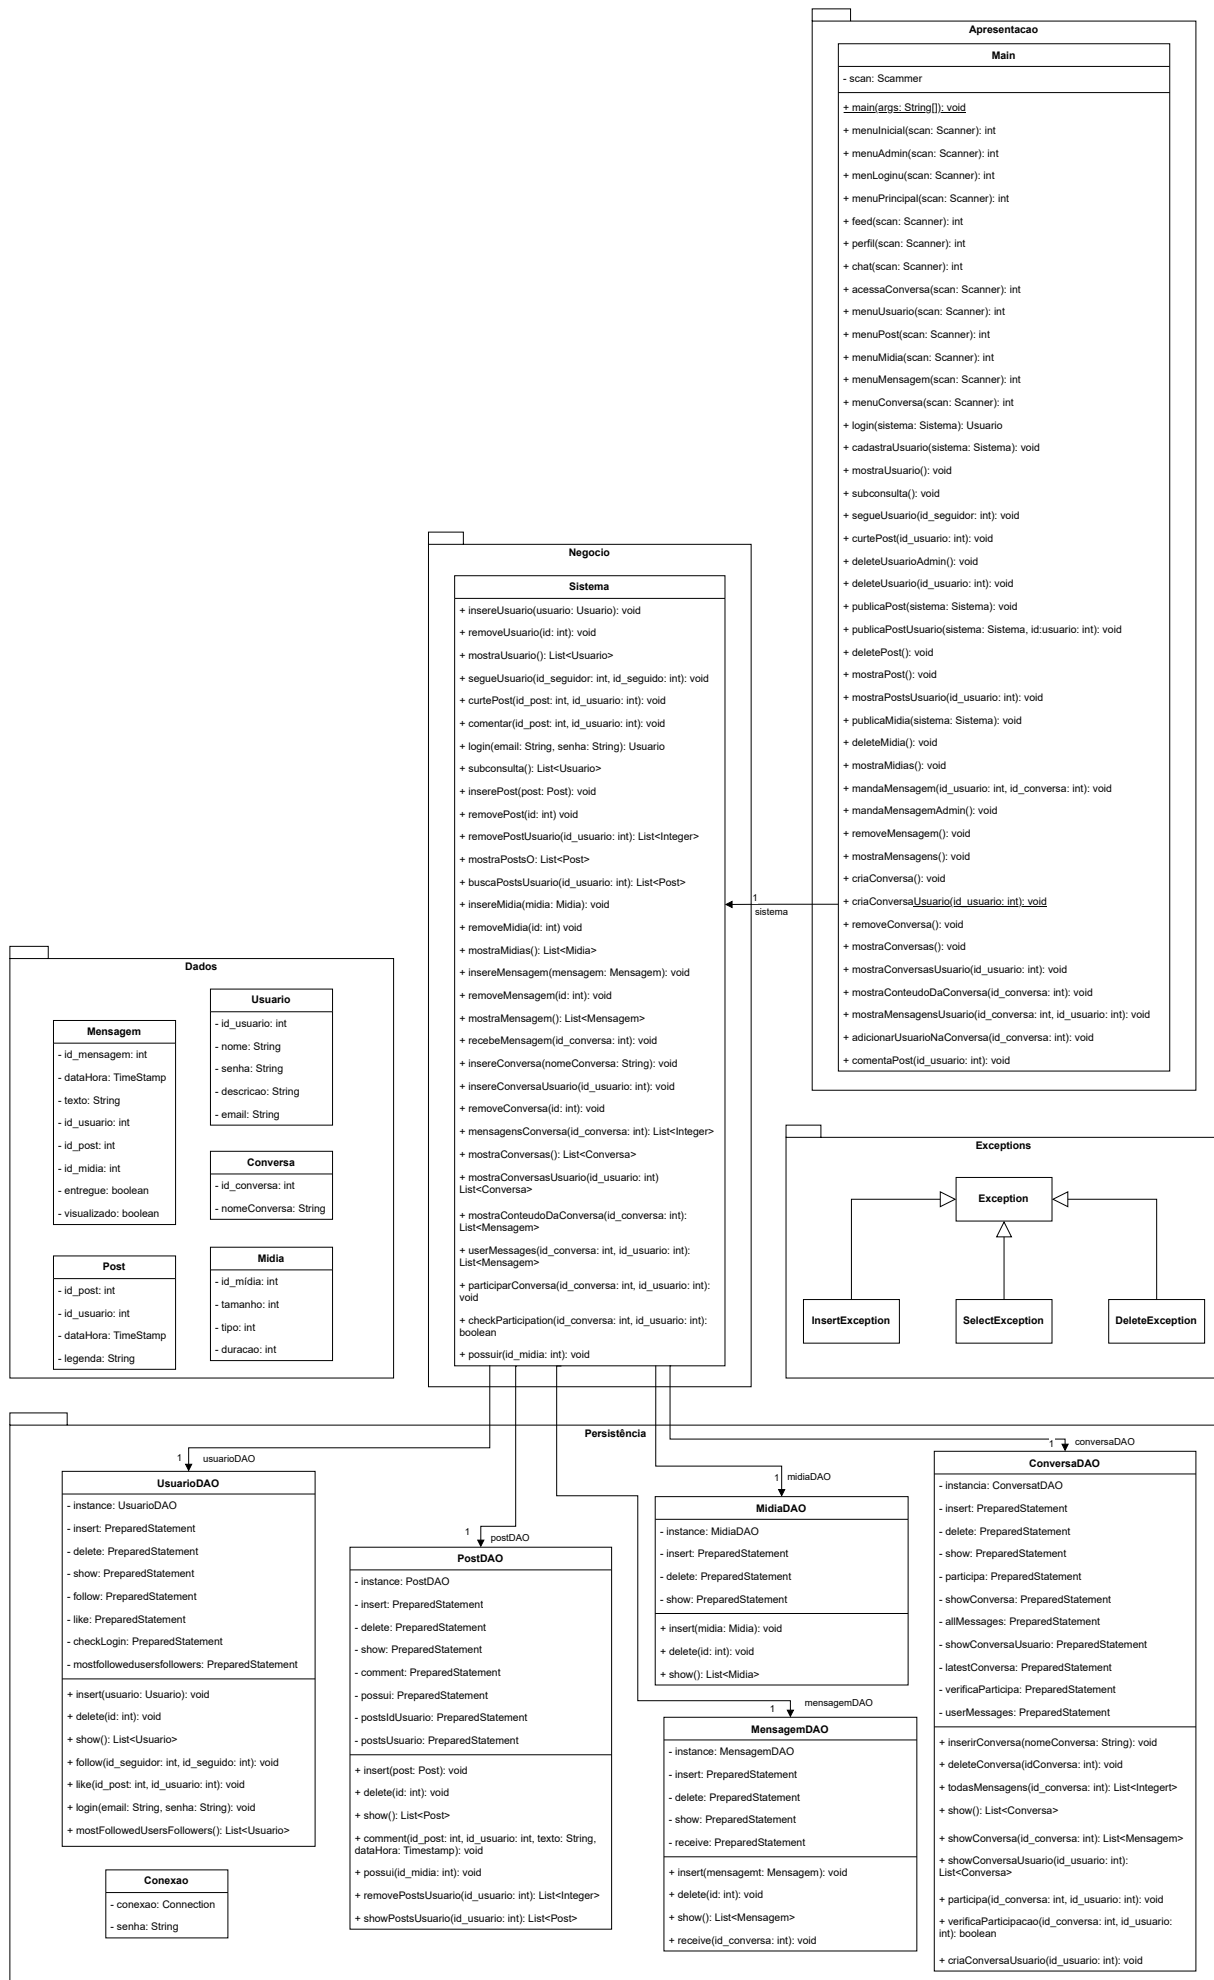 Apresentacao
Main
- scan: Scammer
+ main(args: String[]): void
+ menuInicial(scan: Scanner): int
+ menuAdmin(scan: Scanner): int
+ menLoginu(scan: Scanner): int
+ menuPrincipal(scan: Scanner): int
+ feed(scan: Scanner): int
+ perfil(scan: Scanner): int
+ chat(scan: Scanner): int
+ acessaConversa(scan: Scanner): int
+ menuUsuario(scan: Scanner): int
+ menuPost(scan: Scanner): int
+ menuMidia(scan: Scanner): int
+ menuMensagem(scan: Scanner): int
+ menuConversa(scan: Scanner): int
+ login(sistema: Sistema): Usuario
+ cadastraUsuario(sistema: Sistema): void
+ mostraUsuario(): void
+ subconsulta(): void
+ segueUsuario(id_seguidor: int): void
+ curtePost(id_usuario: int): void
+ deleteUsuarioAdmin(): void
+ deleteUsuario(id_usuario: int): void
+ publicaPost(sistema: Sistema): void
+ publicaPostUsuario(sistema: Sistema, id:usuario: int): void
+ deletePost(): void
+ mostraPost(): void
+ mostraPostsUsuario(id_usuario: int): void
+ publicaMidia(sistema: Sistema): void
+ deleteMidia(): void
+ mostraMidias(): void
+ mandaMensagem(id_usuario: int, id_conversa: int): void
+ mandaMensagemAdmin(): void
+ removeMensagem(): void
+ mostraMensagens(): void
+ criaConversa(): void
+ criaConversaUsuario(id_usuario: int): void
+ removeConversa(): void
+ mostraConversas(): void
+ mostraConversasUsuario(id_usuario: int): void
+ mostraConteudoDaConversa(id_conversa: int): void
+ mostraMensagensUsuario(id_conversa: int, id_usuario: int): void
+ adicionarUsuarioNaConversa(id_conversa: int): void
+ comentaPost(id_usuario: int): void
1
sistema
Negocio
Sistema
+ insereUsuario(usuario: Usuario): void
+ removeUsuario(id: int): void
+ mostraUsuario(): List<Usuario>
+ segueUsuario(id_seguidor: int, id_seguido: int): void
+ curtePost(id_post: int, id_usuario: int): void
+ comentar(id_post: int, id_usuario: int): void
+ login(email: String, senha: String): Usuario
+ subconsulta(): List<Usuario>
+ inserePost(post: Post): void
+ removePost(id: int) void
+ removePostUsuario(id_usuario: int): List<Integer>
+ mostraPostsO: List<Post>
+ buscaPostsUsuario(id_usuario: int): List<Post>
+ insereMidia(midia: Midia): void
+ removeMidia(id: int) void
+ mostraMidias(): List<Midia>
+ insereMensagem(mensagem: Mensagem): void
+ removeMensagem(id: int): void
+ mostraMensagem(): List<Mensagem>
+ recebeMensagem(id_conversa: int): void
+ insereConversa(nomeConversa: String): void
+ insereConversaUsuario(id_usuario: int): void
+ removeConversa(id: int): void
+ mensagensConversa(id_conversa: int): List<Integer>
+ mostraConversas(): List<Conversa>
+ mostraConversasUsuario(id_usuario: int)
List<Conversa>
+ mostraConteudoDaConversa(id_conversa: int):
List<Mensagem>
+ userMessages(id_conversa: int, id_usuario: int):
List<Mensagem>
+ participarConversa(id_conversa: int, id_usuario: int):
void
+ checkParticipation(id_conversa: int, id_usuario: int):
boolean
+ possuir(id_midia: int): void
Dados
Mensagem
- id_mensagem: int
- dataHora: TimeStamp
- texto: String
- id_usuario: int
- id_post: int
- id_midia: int
- entregue: boolean
- visualizado: boolean
Usuario
- id_usuario: int
- nome: String
- senha: String
- descricao: String
- email: String
Conversa
- id_conversa: int
- nomeConversa: String
Post
- id_post: int
- id_usuario: int
- dataHora: TimeStamp
- legenda: String
Midia
- id_mídia: int
- tamanho: int
- tipo: int
- duracao: int
Exceptions
Exception
InsertException
SelectException
DeleteException
Persistência
1
usuarioDAO
UsuarioDAO
- instance: UsuarioDAO
- insert: PreparedStatement
- delete: PreparedStatement
- show: PreparedStatement
- follow: PreparedStatement
- like: PreparedStatement
- checkLogin: PreparedStatement
- mostfollowedusersfollowers: PreparedStatement
+ insert(usuario: Usuario): void
+ delete(id: int): void
+ show(): List<Usuario>
+ follow(id_seguidor: int, id_seguido: int): void
+ like(id_post: int, id_usuario: int): void
+ login(email: String, senha: String): void
+ mostFollowedUsersFollowers(): List<Usuario>
Conexao
- conexao: Connection
- senha: String
1
postDAO
PostDAO
- instance: PostDAO
- insert: PreparedStatement
- delete: PreparedStatement
- show: PreparedStatement
- comment: PreparedStatement
- possui: PreparedStatement
- postsIdUsuario: PreparedStatement
- postsUsuario: PreparedStatement
+ insert(post: Post): void
+ delete(id: int): void
+ show(): List<Post>
+ comment(id_post: int, id_usuario: int, texto: String,
dataHora: Timestamp): void
+ possui(id_midia: int): void
+ removePostsUsuario(id_usuario: int): List<Integer>
+ showPostsUsuario(id_usuario: int): List<Post>
1
midiaDAO
MidiaDAO
- instance: MidiaDAO
- insert: PreparedStatement
- delete: PreparedStatement
- show: PreparedStatement
+ insert(midia: Midia): void
+ delete(id: int): void
+ show(): List<Midia>
1
mensagemDAO
MensagemDAO
- instance: MensagemDAO
- insert: PreparedStatement
- delete: PreparedStatement
- show: PreparedStatement
- receive: PreparedStatement
+ insert(mensagemt: Mensagem): void
+ delete(id: int): void
+ show(): List<Mensagem>
+ receive(id_conversa: int): void
1
conversaDAO
ConversaDAO
- instancia: ConversatDAO
- insert: PreparedStatement
- delete: PreparedStatement
- show: PreparedStatement
- participa: PreparedStatement
- showConversa: PreparedStatement
- allMessages: PreparedStatement
- showConversaUsuario: PreparedStatement
- latestConversa: PreparedStatement
- verificaParticipa: PreparedStatement
- userMessages: PreparedStatement
+ inserirConversa(nomeConversa: String): void
+ deleteConversa(idConversa: int): void
+ todasMensagens(id_conversa: int): List<Integert>
+ show(): List<Conversa>
+ showConversa(id_conversa: int): List<Mensagem>
+ showConversaUsuario(id_usuario: int):
List<Conversa>
+ participa(id_conversa: int, id_usuario: int): void
+ verificaParticipacao(id_conversa: int, id_usuario:
int): boolean
+ criaConversaUsuario(id_usuario: int): void